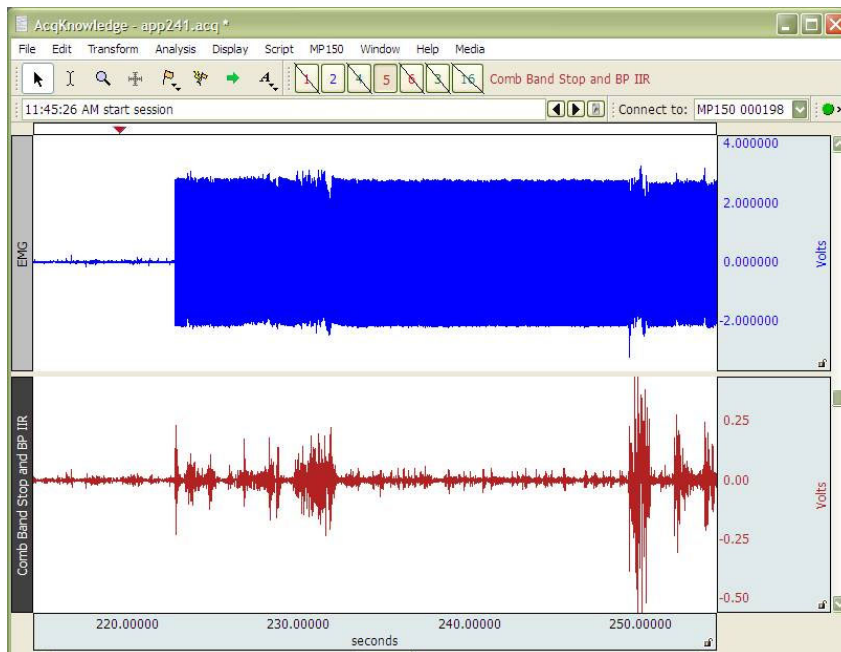 AcqKnowledge - app241.acq *
File Edit Transform Analysis Display Script MP150 Window Help Media
1 2 4 5 6 3 16 Comb Band Stop and BP IIR
11:45:26 AM start session Connect to: MP150 000198
EMG
4.000000
2.000000
0.000000
-2.000000
Volts
Comb Band Stop and BP IIR
0.25
0.00
-0.25
-0.50
Volts
220.00000 230.00000 240.00000 250.00000
seconds